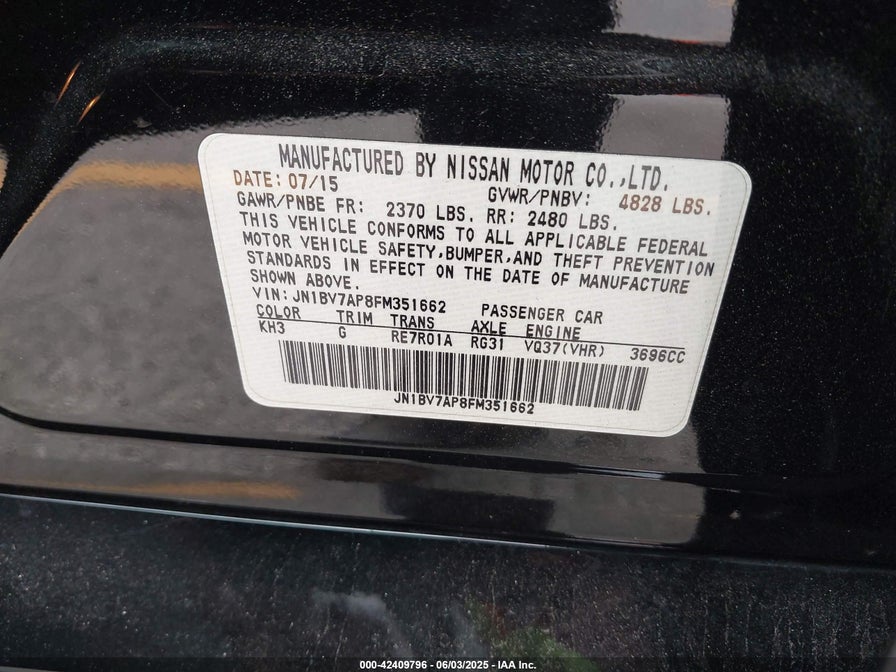 MANUFACTURED BY NISSAN MOTOR CO.,LTD.
DATE: 07/15 GVWR/PNBV: 4828 LBS.
GAWR/PNBE FR: 2370 LBS. RR: 2480 LBS.
THIS VEHICLE CONFORMS TO ALL APPLICABLE FEDERAL
MOTOR VEHICLE SAFETY,BUMPER,AND THEFT PREVENTION
STANDARDS IN EFFECT ON THE DATE OF MANUFACTURE
SHOWN ABOVE.
VIN:JN1BV7AP8FM351662 PASSENGER CAR
COLOR TRIM TRANS AXLE ENGINE
KH3 G RE7R01A RG31 VQ37(VHR) 3696CC
JN1BV7AP8FM351662
000-42409796 - 06/03/2025 - IAA Inc.